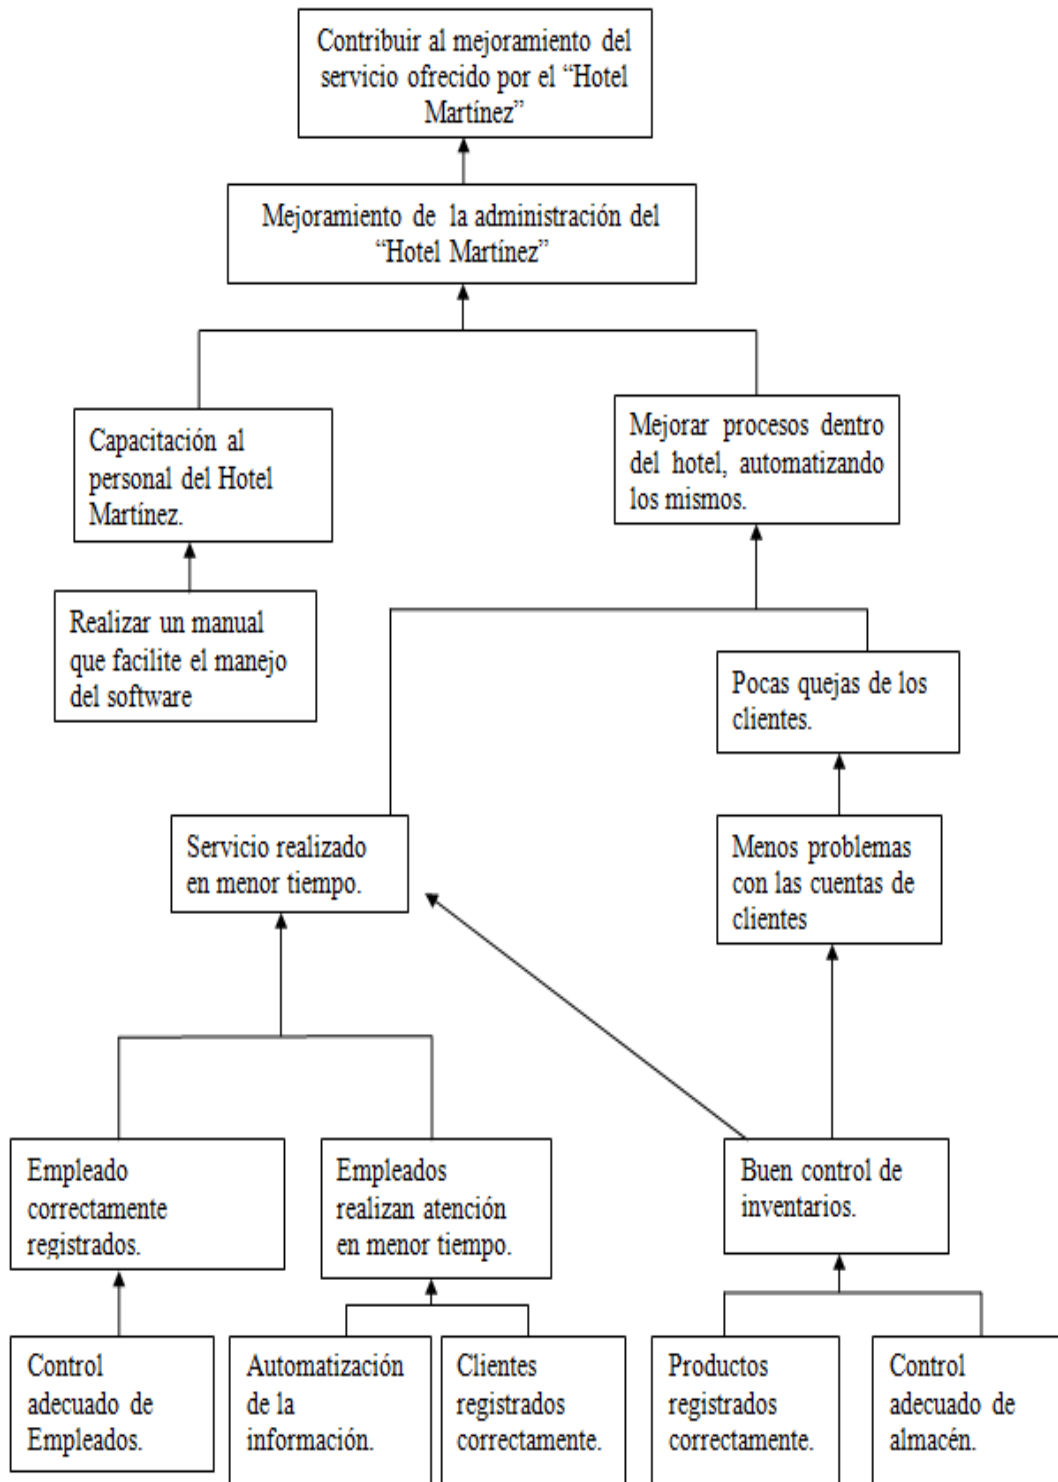 Contribuir al mejoramiento del
servicio ofrecido por el “Hotel
Martínez”
Mejoramiento de la administración del
“Hotel Martínez”
Capacitación al
personal del Hotel
Martínez.
Mejorar procesos dentro
del hotel, automatizando
los mismos.
Realizar un manual
que facilite el manejo
del software
Pocas quejas de los
clientes.
Servicio realizado
en menor tiempo.
Menos problemas
con las cuentas de
clientes
Empleado
correctamente
registrados.
Empleados
realizan atención
en menor tiempo.
Buen control de
inventarios.
Control
adecuado de
Empleados.
Automatización
de la
información.
Clientes
registrados
correctamente.
Productos
registrados
correctamente.
Control
adecuado de
almacén.